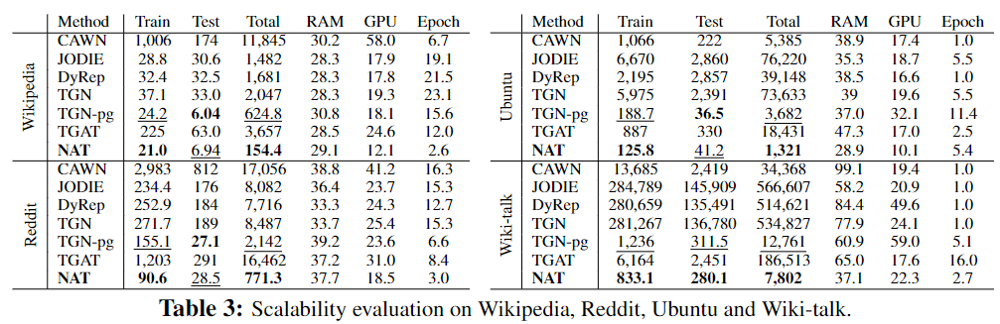 Method Train Test Total RAM GPU Epoch Method Train Test Total RAM GPU Epoch
Wikipedia CAWN 1,006 174 11,845 30.2 58.0 6.7 Ubuntu CAWN 1,066 222 5,385 38.9 17.4 1.0
JODIE 28.8 30.6 1,482 28.3 17.9 19.1 JODIE 6,670 2,860 76,220 35.3 18.7 5.5
DyRep 32.4 32.5 1,681 28.3 17.8 21.5 DyRep 2,195 2,857 39,148 38.5 16.6 1.0
TGN 37.1 33.0 2,047 28.3 19.3 23.1 TGN 5,975 2,391 73,633 39 19.6 5.5
TGN-pg 24.2 6.04 624.8 30.8 18.1 15.6 TGN-pg 188.7 36.5 3,682 37.0 32.1 11.4
TGAT 225 63.0 3,657 28.5 24.6 12.0 TGAT 887 330 18,431 47.3 17.0 2.5
NAT 21.0 6.94 154.4 29.1 12.1 2.6 NAT 125.8 41.2 1,321 28.9 10.1 5.4
Reddit CAWN 2,983 812 17,056 38.8 41.2 16.3 Wiki-talk CAWN 13,685 2,419 34,368 99.1 19.4 1.0
JODIE 234.4 176 8,082 36.4 23.7 15.3 JODIE 284,789 145,909 566,607 58.2 20.9 1.0
DyRep 252.9 184 7,716 33.3 24.3 12.7 DyRep 280,659 135,491 514,621 84.4 49.6 1.0
TGN 271.7 189 8,487 33.7 25.4 15.3 TGN 281,267 136,780 534,827 77.9 24.1 1.0
TGN-pg 155.1 27.1 2,142 39.2 23.6 6.6 TGN-pg 1,236 311.5 12,761 60.9 59.0 5.1
TGAT 1,203 291 16,462 37.2 31.0 8.4 TGAT 6,164 2,451 186,513 65.0 17.6 16.0
NAT 90.6 28.5 771.3 37.7 18.5 3.0 NAT 833.1 280.1 7,802 37.1 22.3 2.7
Table 3: Scalability evaluation on Wikipedia, Reddit, Ubuntu and Wiki-talk.